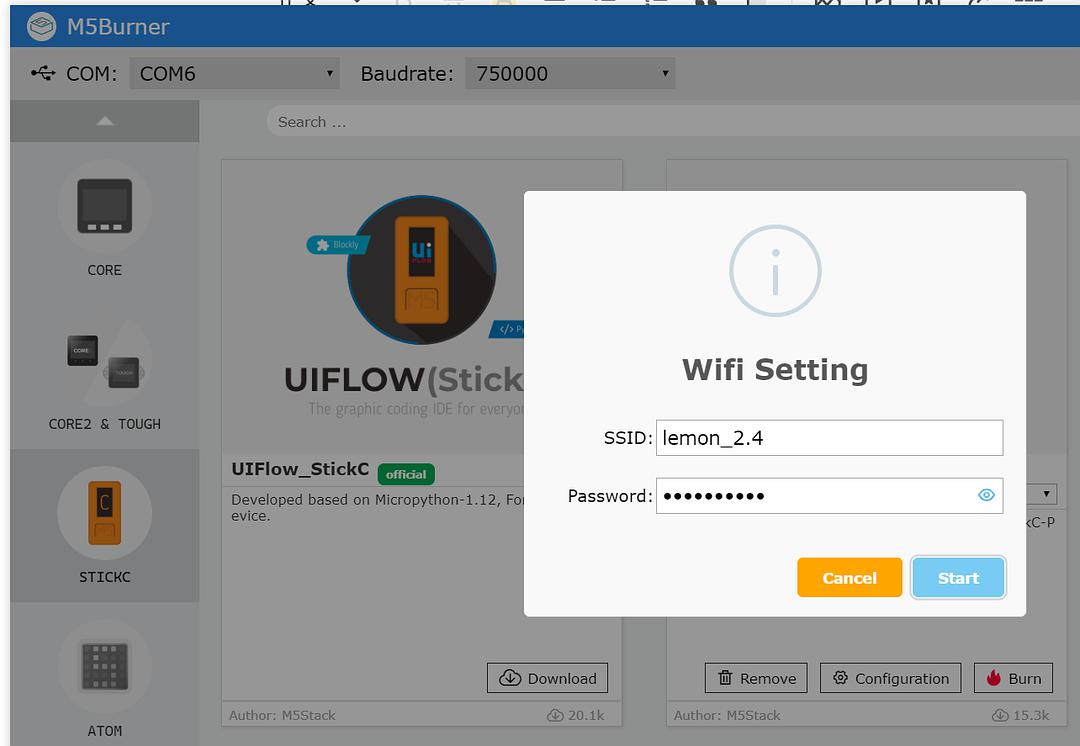 M5Burner
COM: COM6 Baudrate: 750000
Search ...
CORE
CORE
TOUGH
CORE2 & TOUGH
C
STICKC
ATOM
Blockly
Ui
FLOW
M5
</> Py
UIFLOW(Stick
The graphic coding IDE for everyon
UIFlow_StickC official
Developed based on Micropython-1.12, For
evice.
Download
Author: M5Stack 20.1k
Wifi Setting
SSID: lemon_2.4
Password: ••••••••••
Cancel Start
kC-P
Remove Configuration Burn
Author: M5Stack 15.3k